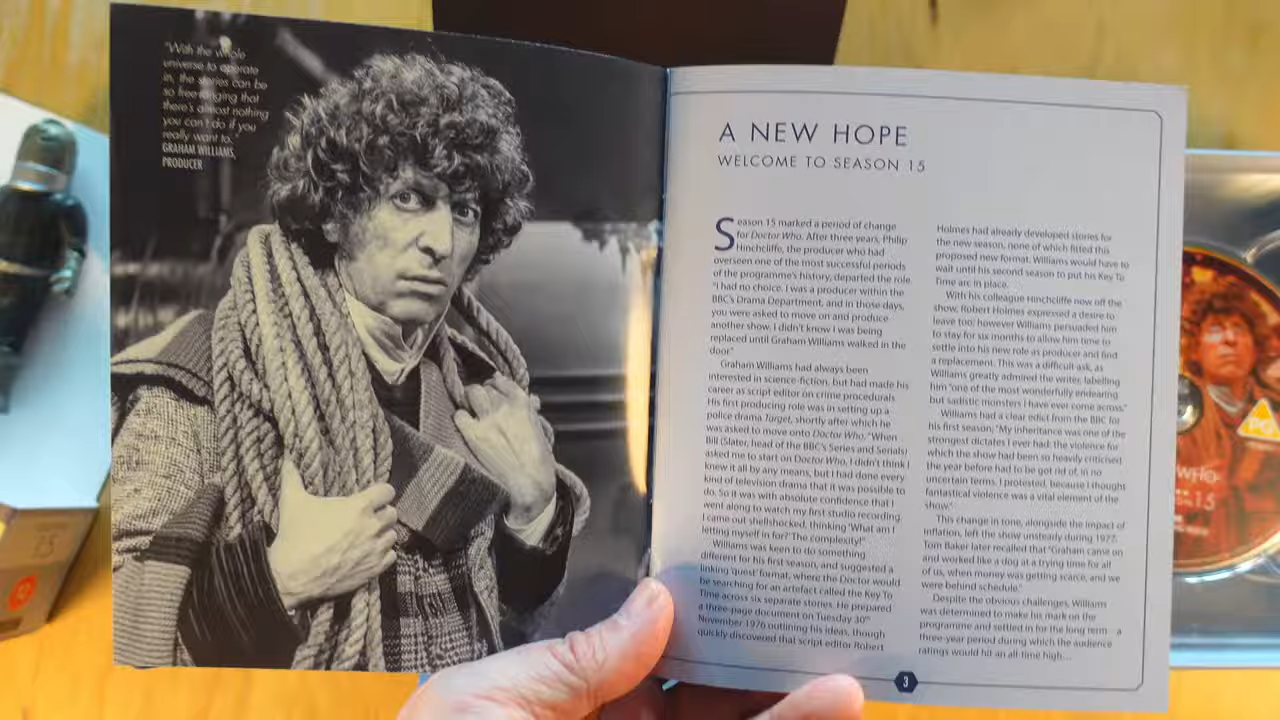 "With the whole
universe to operate
in, the stories can be
so free-ranging that
there's almost nothing
you can't do if you
really want to."
GRAHAM WILLIAMS,
PRODUCER
A NEW HOPE
WELCOME TO SEASON 15
Season 15 marked a period of change
for Doctor Who. After three years, Philip
Hinchcliffe, the producer who had
overseen one of the most successful periods
of the programme's history, departed the role.
"I had no choice. I was a producer within the
BBC's Drama Department, and in those days,
you were asked to move on and produce
another show. I didn't know I was being
replaced until Graham Williams walked in the
door."
Graham Williams had always been
interested in science-fiction, but had made his
career as script editor on crime procedurals.
His first producing role was in setting up a
police drama Target, shortly after which he
was asked to move onto Doctor Who. "When
Bill (Slater, head of the BBC's Series and Serials)
asked me to start on Doctor Who, I didn't think I
knew it all by any means, but I had done every
kind of television drama that it was possible to
do. So it was with absolute confidence that I
went along to watch my first studio recording.
I came out shellshocked, thinking 'What am I
letting myself in for? The complexity!'"
Williams was keen to do something
different for his first season, and suggested a
linking 'quest' format, where the Doctor would
be searching for an artefact called the Key To
Time across six separate stories. He prepared
a three-page document on Tuesday 30th
November 1976 outlining his ideas, though
quickly discovered that script editor Robert
Holmes had already developed stories for
the new season, none of which fitted this
proposed new format. Williams would have to
wait until his second season to put his Key To
Time arc in place.
With his colleague Hinchcliffe now off the
show, Robert Holmes expressed a desire to
leave too; however Williams persuaded him
to stay for six months to allow him time to
settle into his new role as producer and find
a replacement. This was a difficult ask, as
Williams greatly admired the writer, labelling
him "one of the most wonderfully endearing
but sadistic monsters I have ever come across."
Williams had a clear edict from the BBC for
his first season; "My inheritance was one of the
strongest dictates I ever had: the violence for
which the show had been so heavily criticised
the year before had to be got rid of, in no
uncertain terms. I protested, because I thought
fantastical violence was a vital element of the
show."
This change in tone, alongside the impact of
inflation, left the show unsteady during 1977.
Tom Baker later recalled that "Graham came on
and worked like a dog at a trying time for all
of us, when money was getting scarce, and we
were behind schedule."
Despite the obvious challenges, Williams
was determined to make his mark on the
programme and settled in for the long term - a
three-year period during which the audience
ratings would hit an all-time high...
3
PG
WHO
15
12